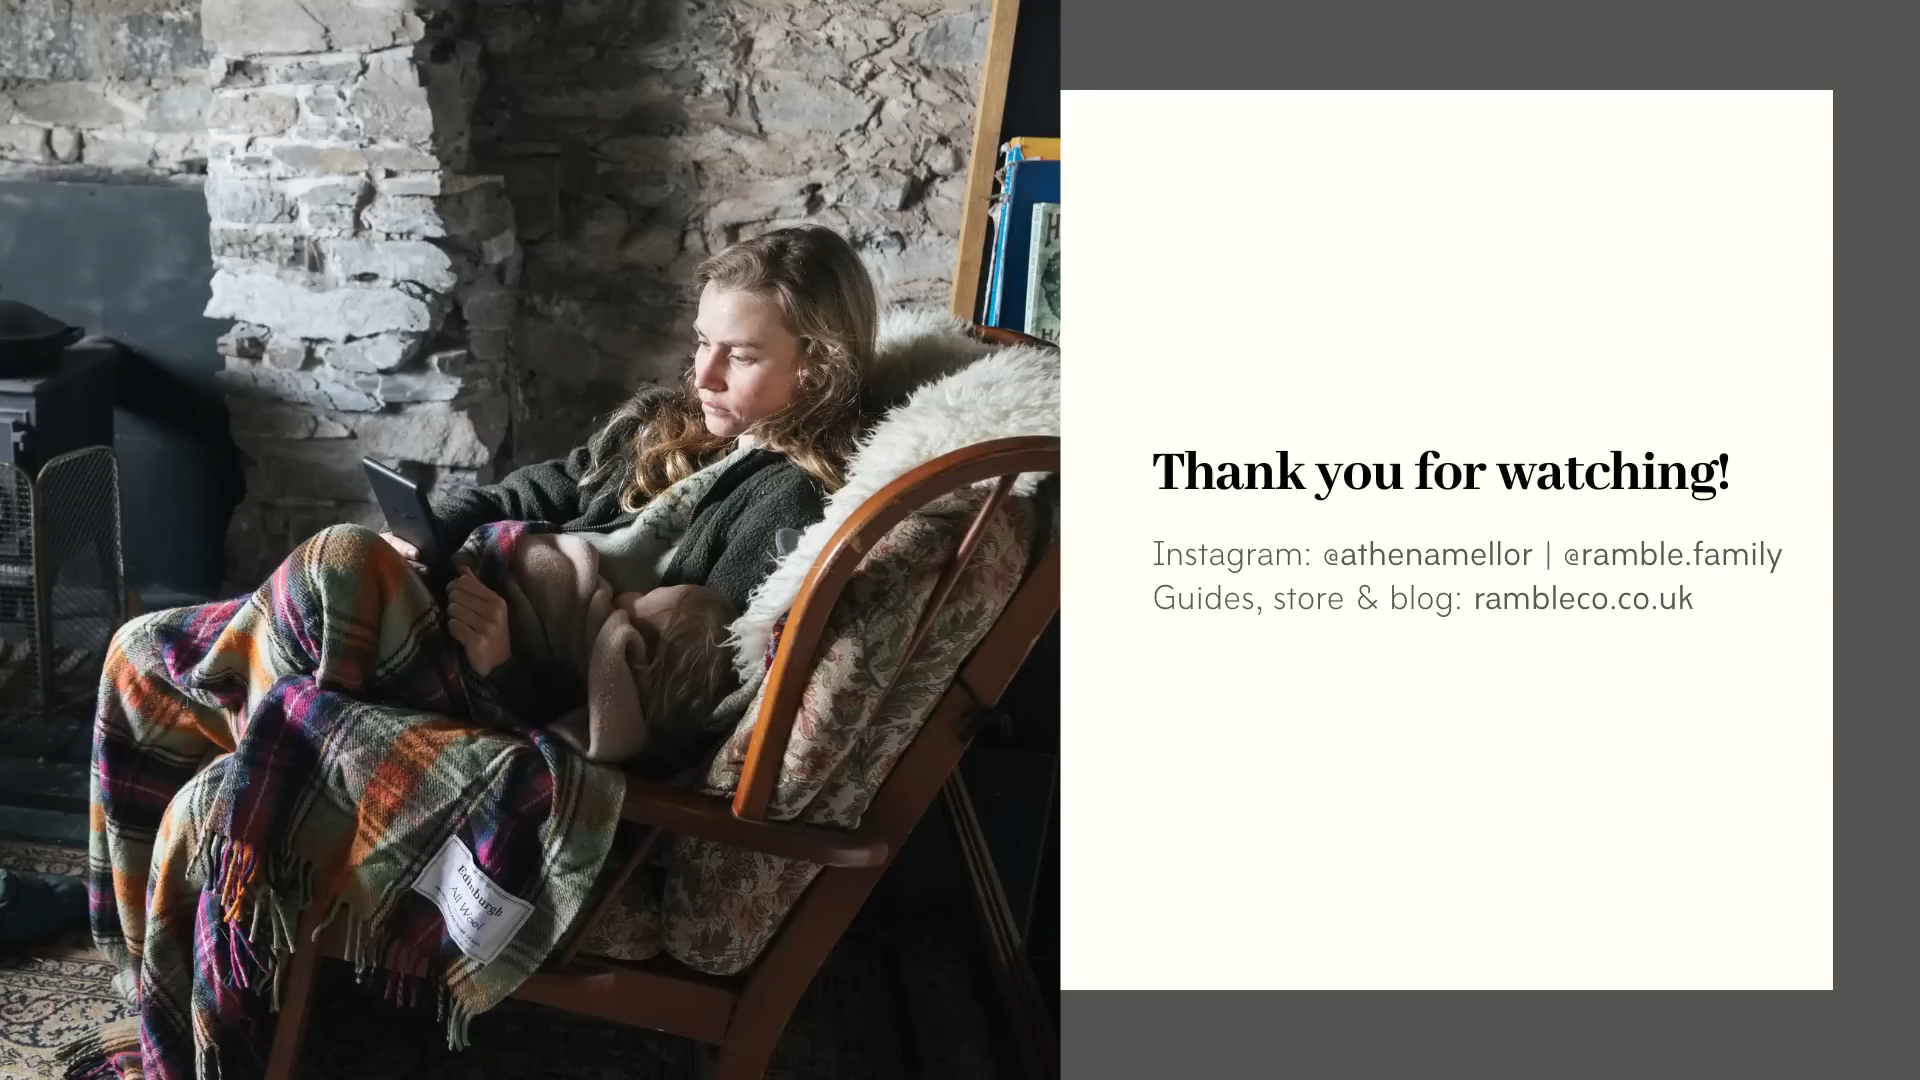 Thank you for watching!
Instagram: @athenamellor | @ramble.family
Guides, store & blog: rambleco.co.uk
Edinburgh
All Wool